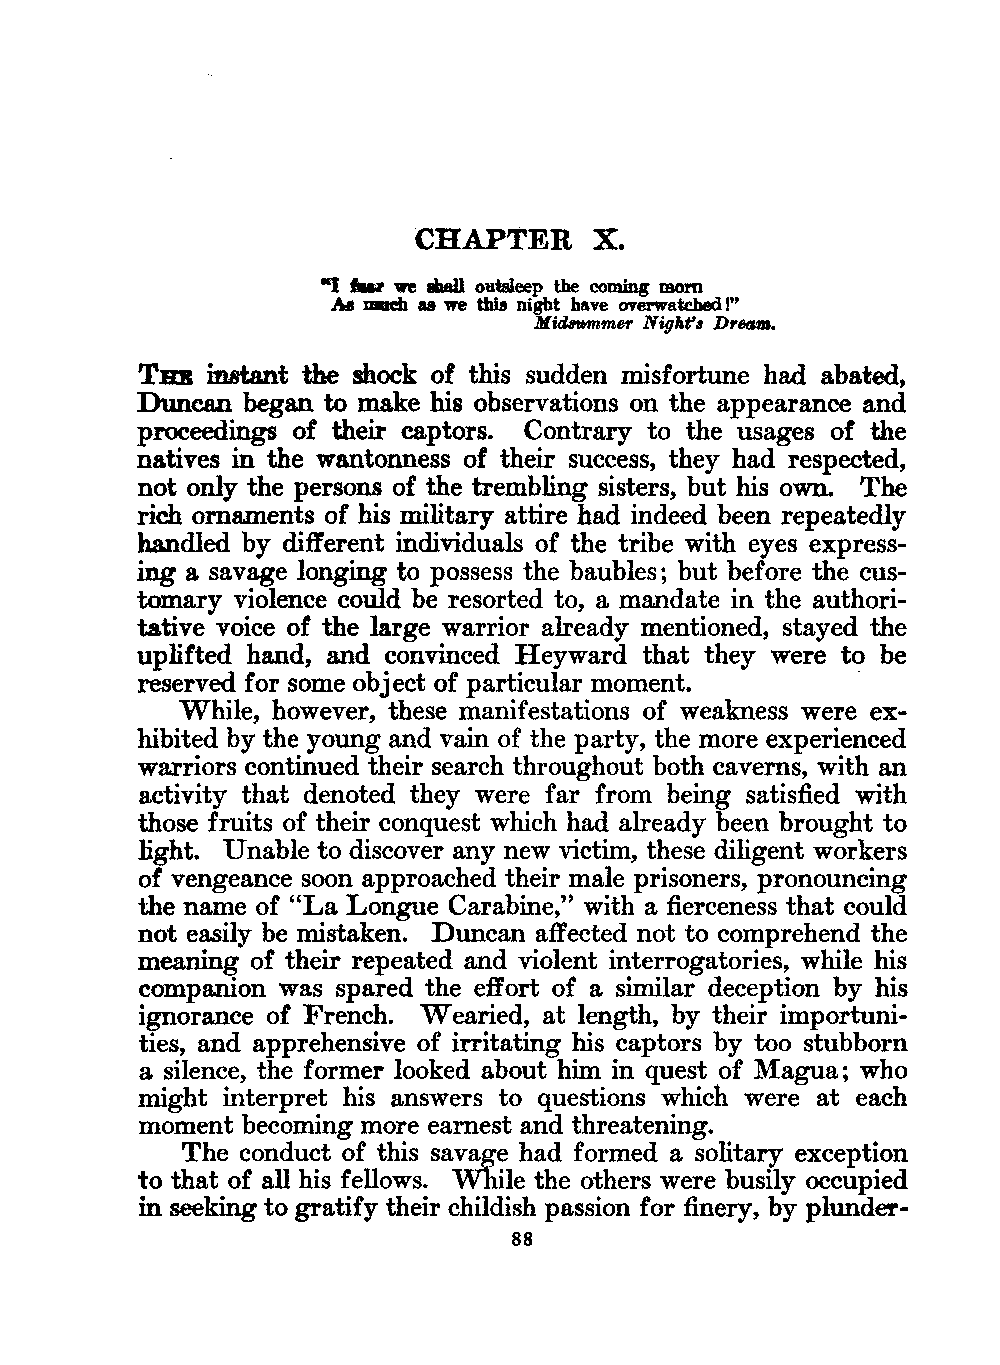 CHAPTER X.
"I fear we shall outsleep the coming morn
As much as we this night have overwatched!"
Midsummer Night's Dream.
THE instant the shock of this sudden misfortune had abated,
Duncan began to make his observations on the appearance and
proceedings of their captors. Contrary to the usages of the
natives in the wantonness of their success, they had respected,
not only the persons of the trembling sisters, but his own. The
rich ornaments of his military attire had indeed been repeatedly
handled by different individuals of the tribe with eyes express-
ing a savage longing to possess the baubles; but before the cus-
tomary violence could be resorted to, a mandate in the authori-
tative voice of the large warrior already mentioned, stayed the
uplifted hand, and convinced Heyward that they were to be
reserved for some object of particular moment.
While, however, these manifestations of weakness were ex-
hibited by the young and vain of the party, the more experienced
warriors continued their search throughout both caverns, with an
activity that denoted they were far from being satisfied with
those fruits of their conquest which had already been brought to
light. Unable to discover any new victim, these diligent workers
of vengeance soon approached their male prisoners, pronouncing
the name of "La Longue Carabine," with a fierceness that could
not easily be mistaken. Duncan affected not to comprehend the
meaning of their repeated and violent interrogatories, while his
companion was spared the effort of a similar deception by his
ignorance of French. Wearied, at length, by their importuni-
ties, and apprehensive of irritating his captors by too stubborn
a silence, the former looked about him in quest of Magua; who
might interpret his answers to questions which were at each
moment becoming more earnest and threatening.
The conduct of this savage had formed a solitary exception
to that of all his fellows. While the others were busily occupied
in seeking to gratify their childish passion for finery, by plunder-
88